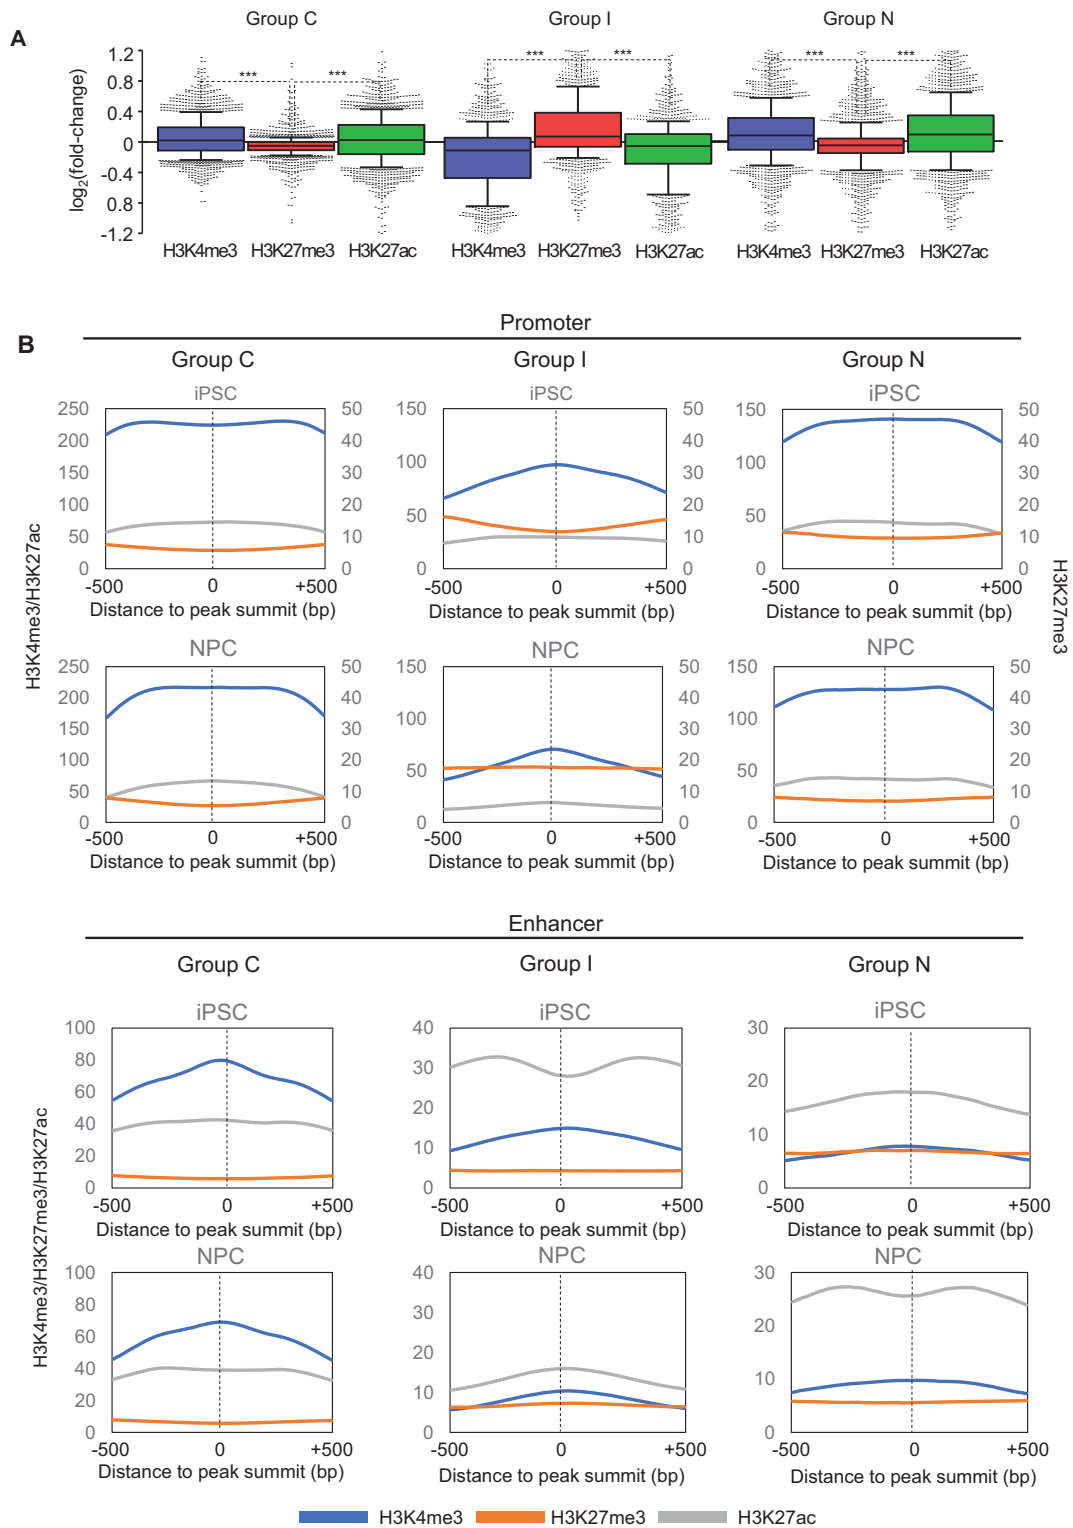 Group C Group I Group N
A
1.2
0.8
0.4
0
-0.4
0.8
-1.2
log2(fold-change)
*** *** *** *** *** ***
H3K4me3 H3K27me3 H3K27ac H3K4me3 H3K27me3 H3K27ac H3K4me3 H3K27me3 H3K27ac
B
Promoter
Group C Group I Group N
iPSC iPSC iPSC
250 50 150 50 150 50
225 40 40 40
150 30 100 30 100 30
100 20 20 20
50 10 50 10 50 10
0 0 0 0 0 0
-500 0 +500 -500 0 +500 -500 0 +500
Distance to peak summit (bp) Distance to peak summit (bp) Distance to peak summit (bp)
H3K4me3/H3K27ac
H3K27me3
NPC NPC NPC
250 50 150 50 150 50
200 40 40 40
150 30 100 30 100 30
100 20 20 20
50 10 50 10 50 10
0 0 0 0 0 0
-500 0 +500 -500 0 +500 -500 0 +500
Distance to peak summit (bp) Distance to peak summit (bp) Distance to peak summit (bp)
Enhancer
Group C Group I Group N
iPSC iPSC iPSC
100 40 30
80 30 20
60 20 10
40 10 0
20 0
0
-500 0 +500 -500 0 +500 -500 0 +500
Distance to peak summit (bp) Distance to peak summit (bp) Distance to peak summit (bp)
H3K4me3/H3K27me3/H3K27ac
NPC NPC NPC
100 40 30
80 30 20
60 20 10
40 10 0
20 0
0
-500 0 +500 -500 0 +500 -500 0 +500
Distance to peak summit (bp) Distance to peak summit (bp) Distance to peak summit (bp)
H3K4me3 H3K27me3 H3K27ac